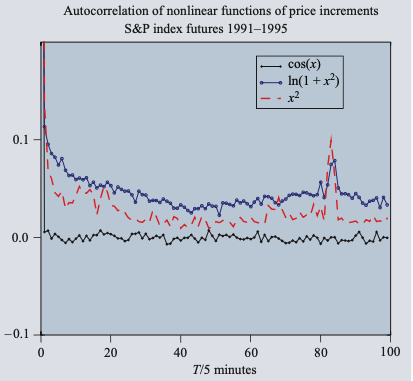 Autocorrelation of nonlinear functions of price increments
S&P index futures 1991–1995
cos(x)
ln(1 + x²)
x²
0.1
0.0
−0.1
0 20 40 60 80 100
T/5 minutes